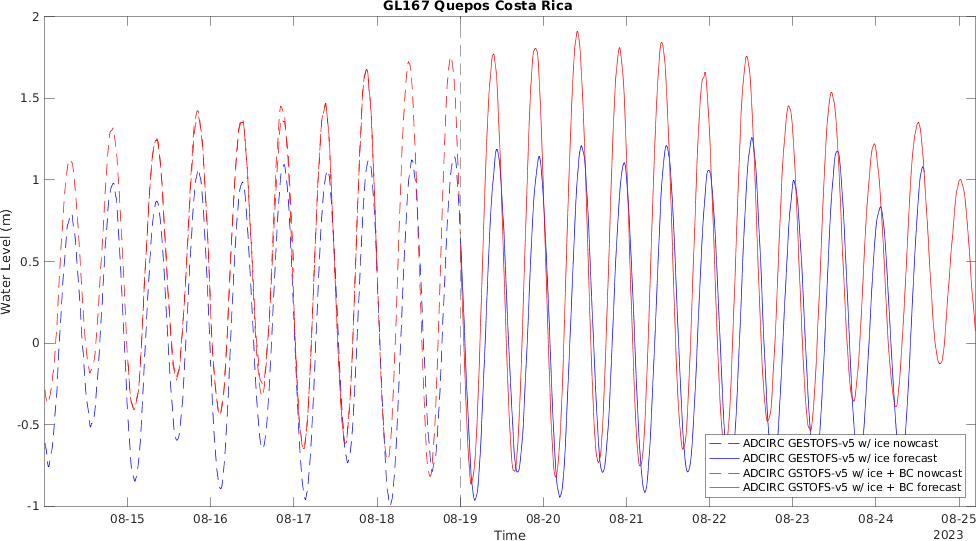 GL167 Quepos Costa Rica
Water Level (m)
2
1.5
1
0.5
0
-0.5
-1
ADCIRC GESTOFS-v5 w/ ice nowcast
ADCIRC GESTOFS-v5 w/ ice forecast
ADCIRC GSTOFS-v5 w/ ice + BC nowcast
ADCIRC GSTOFS-v5 w/ ice + BC forecast
08-15 08-16 08-17 08-18 08-19 08-20 08-21 08-22 08-23 08-24 08-25
Time
2023